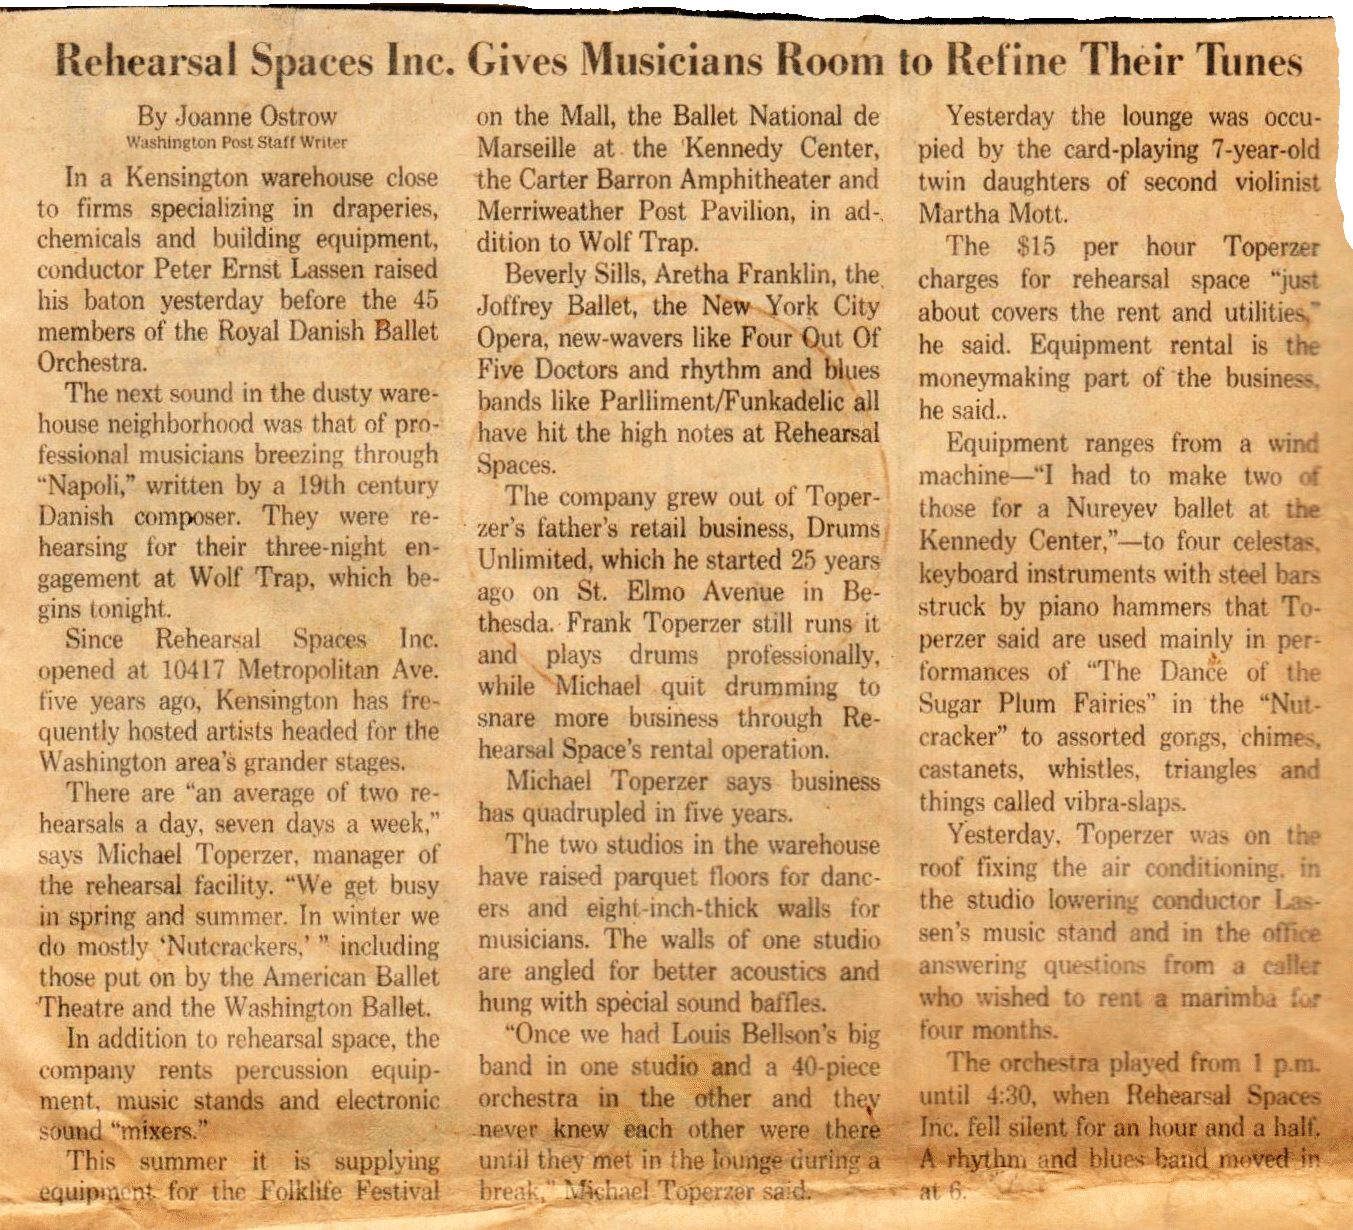 Rehearsal Spaces Inc. Gives Musicians Room to Refine Their Tunes
By Joanne Ostrow
Washington Post Staff Writer
In a Kensington warehouse close
to firms specializing in draperies,
chemicals and building equipment,
conductor Peter Ernst Lassen raised
his baton yesterday before the 45
members of the Royal Danish Ballet
Orchestra.
The next sound in the dusty ware-
house neighborhood was that of pro-
fessional musicians breezing through
“Napoli,” written by a 19th century
Danish composer. They were re-
hearsing for their three-night en-
gagement at Wolf Trap, which be-
gins tonight.
Since Rehearsal Spaces Inc.
opened at 10417 Metropolitan Ave.
five years ago, Kensington has fre-
quently hosted artists headed for the
Washington area's grander stages.
There are “an average of two re-
hearsals a day, seven days a week,”
says Michael Toperzer, manager of
the rehearsal facility. “We get busy
in spring and summer. In winter we
do mostly ‘Nutcrackers,’ ” including
those put on by the American Ballet
Theatre and the Washington Ballet.
In addition to rehearsal space, the
company rents percussion equip-
ment, music stands and electronic
sound “mixers.”
This summer it is supplying
equipment for the Folklife Festival
on the Mall, the Ballet National de
Marseille at the Kennedy Center,
the Carter Barron Amphitheater and
Merriweather Post Pavilion, in ad-
dition to Wolf Trap.
Beverly Sills, Aretha Franklin, the
Joffrey Ballet, the New York City
Opera, new-wavers like Four Out Of
Five Doctors and rhythm and blues
bands like Parlliment/Funkadelic all
have hit the high notes at Rehearsal
Spaces.
The company grew out of Toper-
zer's father's retail business, Drums
Unlimited, which he started 25 years
ago on St. Elmo Avenue in Be-
thesda. Frank Toperzer still runs it
and plays drums professionally,
while Michael quit drumming to
snare more business through Re-
hearsal Space's rental operation.
Michael Toperzer says business
has quadrupled in five years.
The two studios in the warehouse
have raised parquet floors for danc-
ers and eight-inch-thick walls for
musicians. The walls of one studio
are angled for better acoustics and
hung with special sound baffles.
“Once we had Louis Bellson's big
band in one studio and a 40-piece
orchestra in the other and they
never knew each other were there
until they met in the lounge during a
break,” Michael Toperzer said.
Yesterday the lounge was occu-
pied by the card-playing 7-year-old
twin daughters of second violinist
Martha Mott.
The $15 per hour Toperzer
charges for rehearsal space “just
about covers the rent and utilities,”
he said. Equipment rental is the
moneymaking part of the business,
he said..
Equipment ranges from a wind
machine—“I had to make two of
those for a Nureyev ballet at the
Kennedy Center,”—to four celestas,
keyboard instruments with steel bars
struck by piano hammers that To-
perzer said are used mainly in per-
formances of “The Dance of the
Sugar Plum Fairies” in the “Nut-
cracker” to assorted gongs, chimes,
castanets, whistles, triangles and
things called vibra-slaps.
Yesterday, Toperzer was on the
roof fixing the air conditioning, in
the studio lowering conductor Las-
sen's music stand and in the office
answering questions from a caller
who wished to rent a marimba for
four months.
The orchestra played from 1 p.m.
until 4:30, when Rehearsal Spaces
Inc. fell silent for an hour and a half.
A rhythm and blues band moved in
at 6.